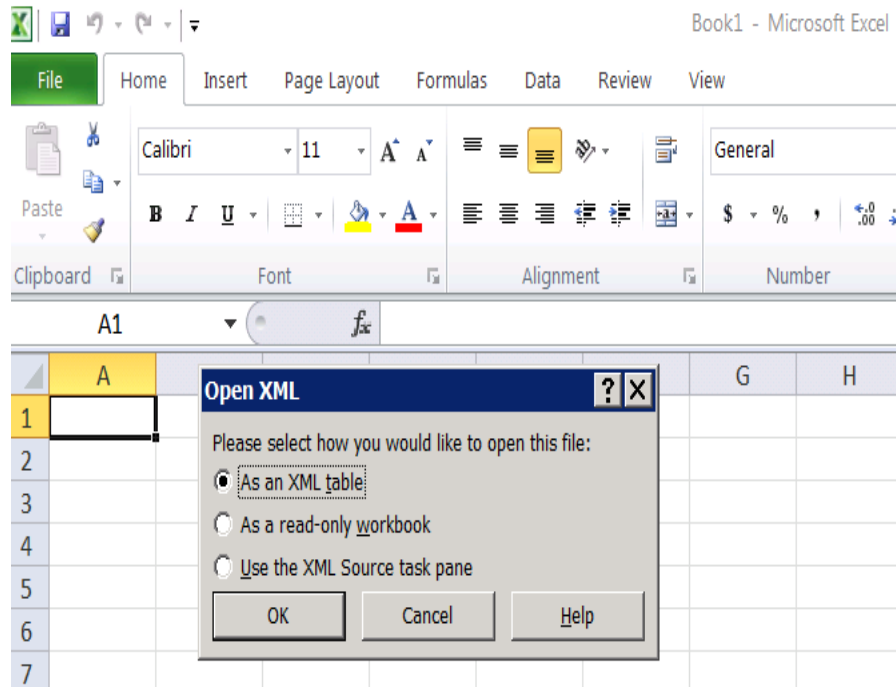 Book1 - Microsoft Excel
File Home Insert Page Layout Formulas Data Review View
Calibri 11 A A General
Paste B I U A a $ % , .00
Clipboard Font Alignment Number
A1 fx
A G H
Open XML ? X
1
Please select how you would like to open this file:
2
As an XML table
3
As a read-only workbook
4
Use the XML Source task pane
5
OK Cancel Help
6
7